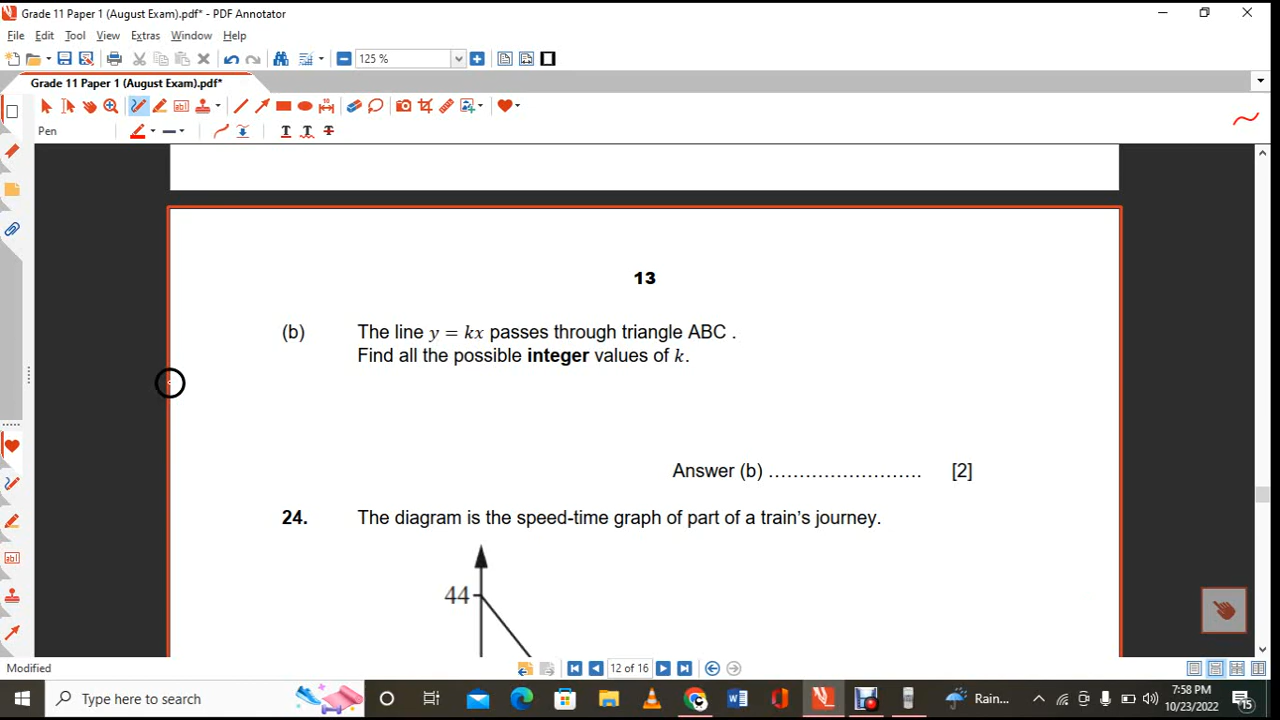 Grade 11 Paper 1 (August Exam).pdf* - PDF Annotator
File Edit Tool View Extras Window Help
125 %
Grade 11 Paper 1 (August Exam).pdf*
Pen
13
(b) The line y = kx passes through triangle ABC .
Find all the possible integer values of k.
Answer (b) ……………………. [2]
24. The diagram is the speed-time graph of part of a train's journey.
44
Modified
12 of 16
Type here to search
Rain...
7:58 PM
10/23/2022
15